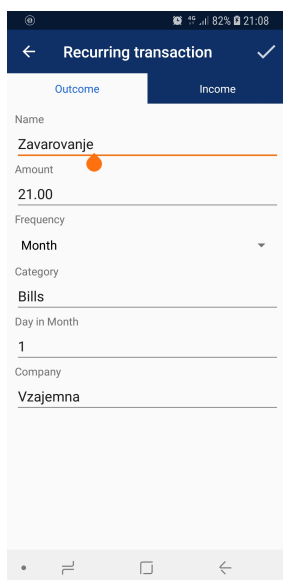 4G 82% 21:08
Recurring transaction
Outcome Income
Name
Zavarovanje
Amount
21.00
Frequency
Month
Category
Bills
Day in Month
1
Company
Vzajemna